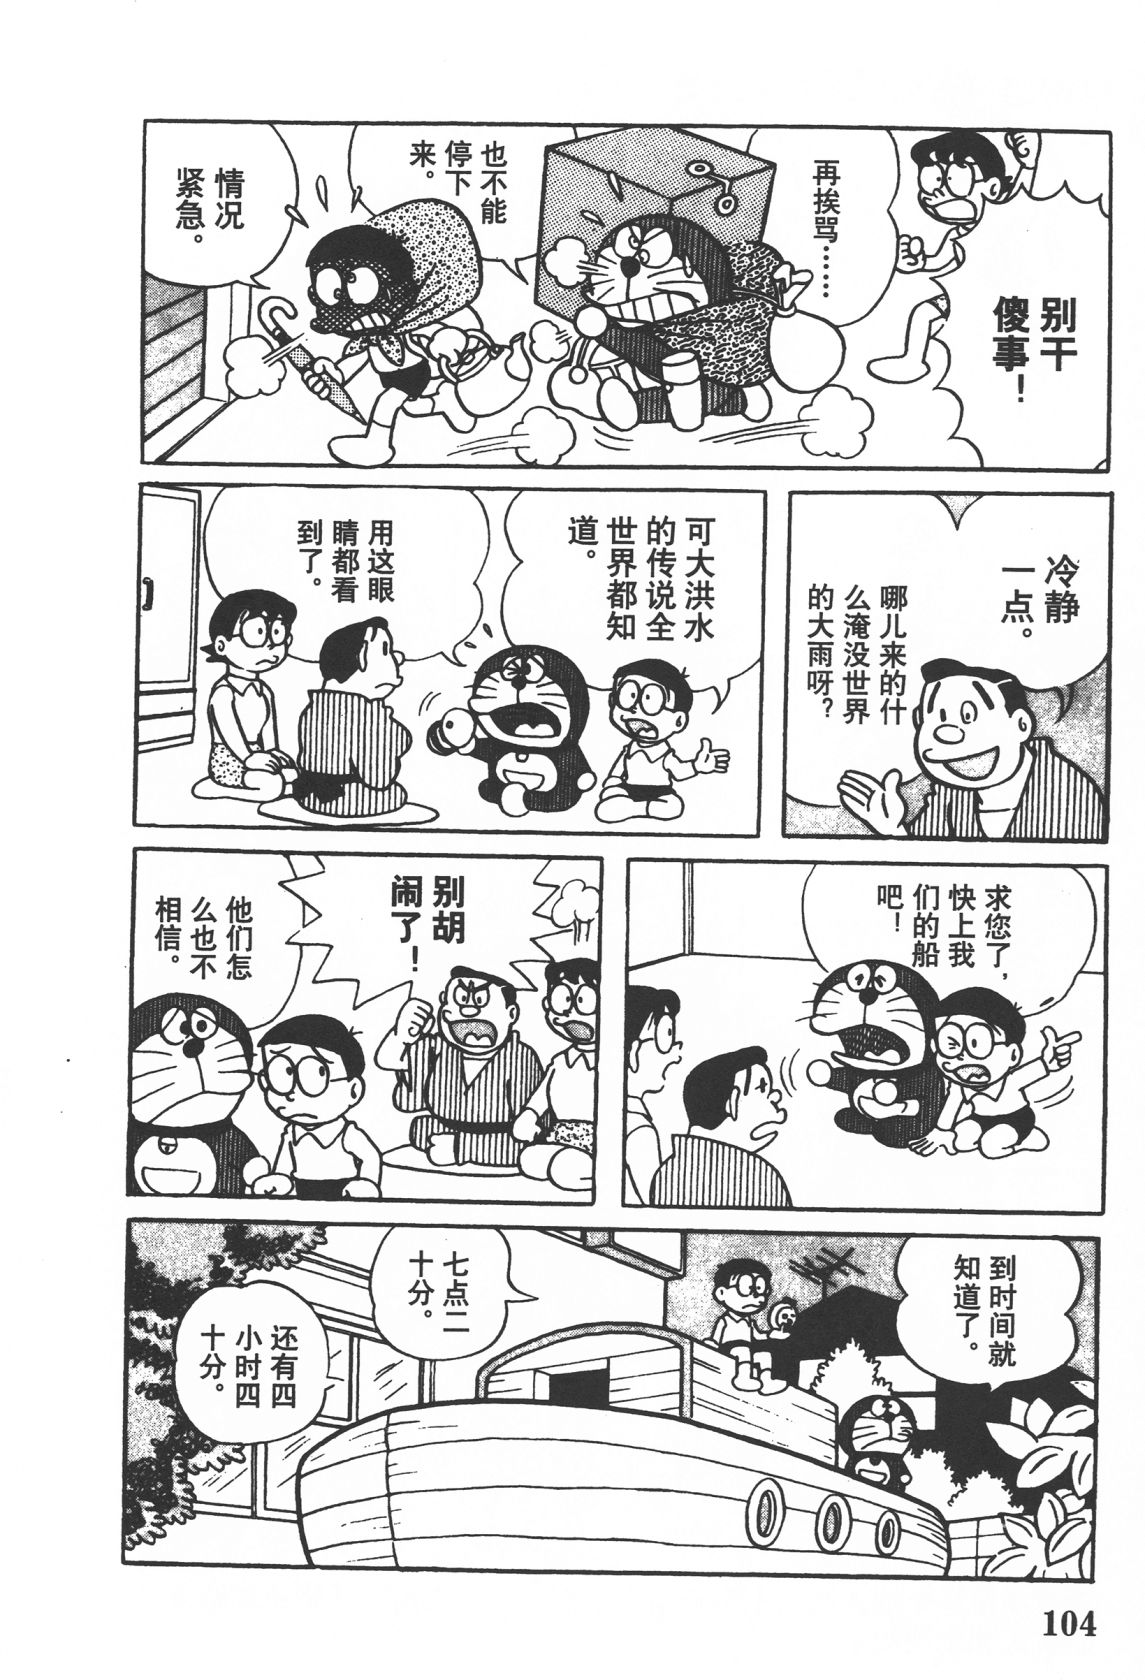 别干
傻事！
再挨骂……
也不能
停下
来。
情况
紧急。
冷静
一点。
哪儿来的什
么淹没世界
的大雨呀？
可大洪水
的传说全
世界都知
道。
用这眼
睛都看
到了。
求您了，
快上我
们的船
吧！
别胡
闹了！
他们怎
么也不
相信。
到时间就
知道了。
七点二
十分。
还有四
小时四
十分。
104